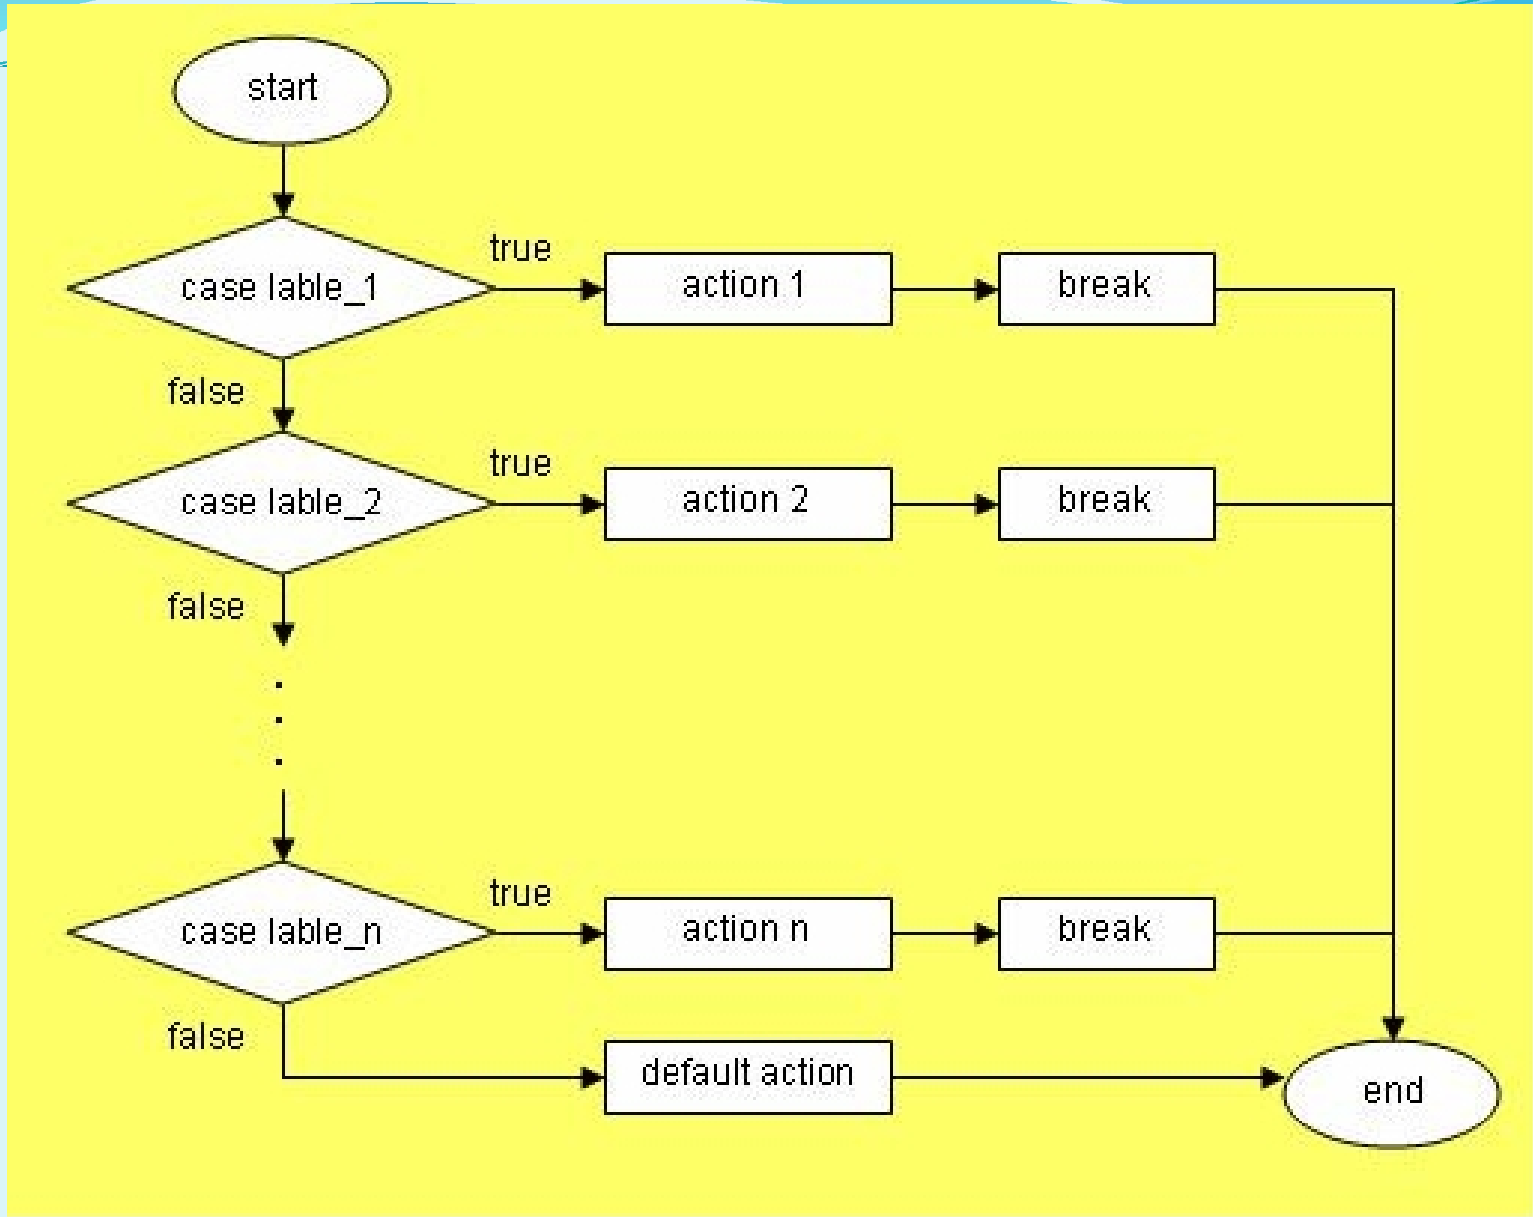 start
true
case lable_1
action 1
break
false
true
case lable_2
action 2
break
false
.
.
.
true
case lable_n
action n
break
false
default action
end